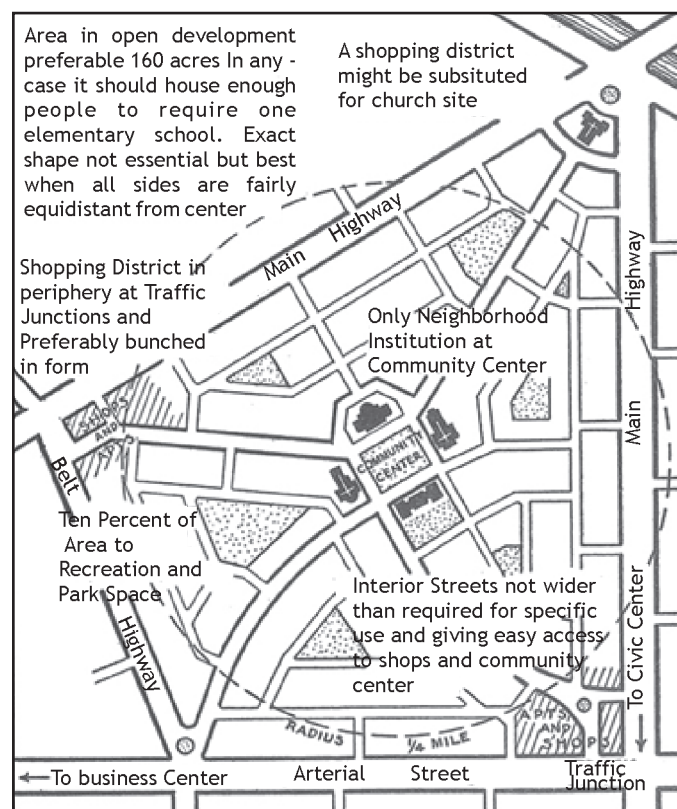 Area in open development
preferable 160 acres In any -
case it should house enough
people to require one
elementary school. Exact
shape not essential but best
when all sides are fairly
equidistant from center
A shopping district
might be subsituted
for church site
Main Highway
Shopping District in
periphery at Traffic
Junctions and
Preferably bunched
in form
Only Neighborhood
Institution at
Community Center
Highway
Main
SHOPS
AND
APTS
COMMUNITY
CENTER
Belt
Highway
Ten Percent of
Area to
Recreation and
Park Space
Interior Streets not wider
than required for specific
use and giving easy access
to shops and community
center
To Civic Center
APTS
AND
SHOPS
RADIUS 1/4 MILE
To business Center
Arterial Street
Traffic
Junction